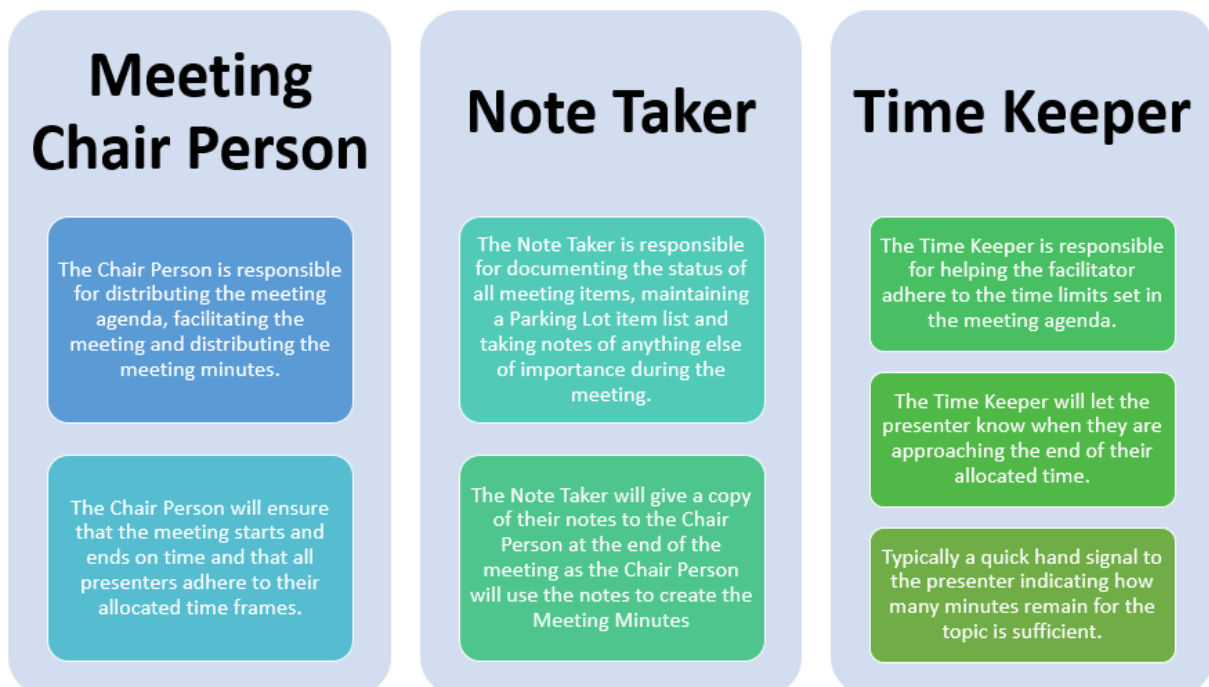 Meeting
Chair Person
The Chair Person is responsible
for distributing the meeting
agenda, facilitating the
meeting and distributing the
meeting minutes.
The Chair Person will ensure
that the meeting starts and
ends on time and that all
presenters adhere to their
allocated time frames.
Note Taker
The Note Taker is responsible
for documenting the status of
all meeting items, maintaining
a Parking Lot item list and
taking notes of anything else
of importance during the
meeting.
The Note Taker will give a copy
of their notes to the Chair
Person at the end of the
meeting as the Chair Person
will use the notes to create the
Meeting Minutes
Time Keeper
The Time Keeper is responsible
for helping the facilitator
adhere to the time limits set in
the meeting agenda.
The Time Keeper will let the
presenter know when they are
approaching the end of their
allocated time.
Typically a quick hand signal to
the presenter indicating how
many minutes remain for the
topic is sufficient.